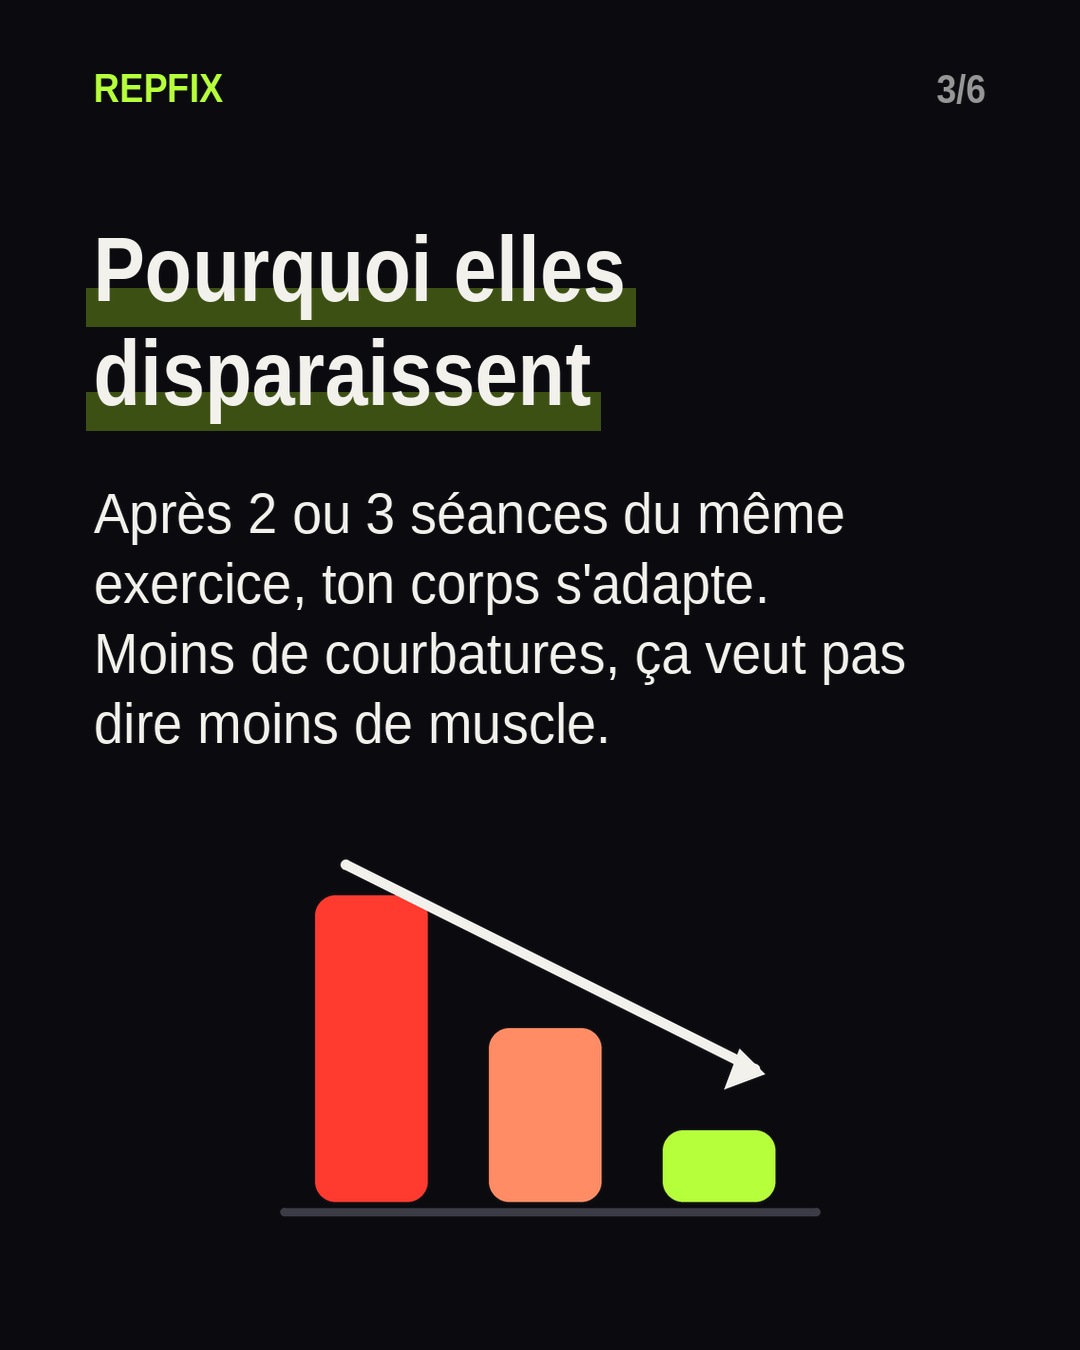 REPFIX
3/6
Pourquoi elles
disparaissent
Après 2 ou 3 séances du même
exercice, ton corps s'adapte.
Moins de courbatures, ça veut pas
dire moins de muscle.